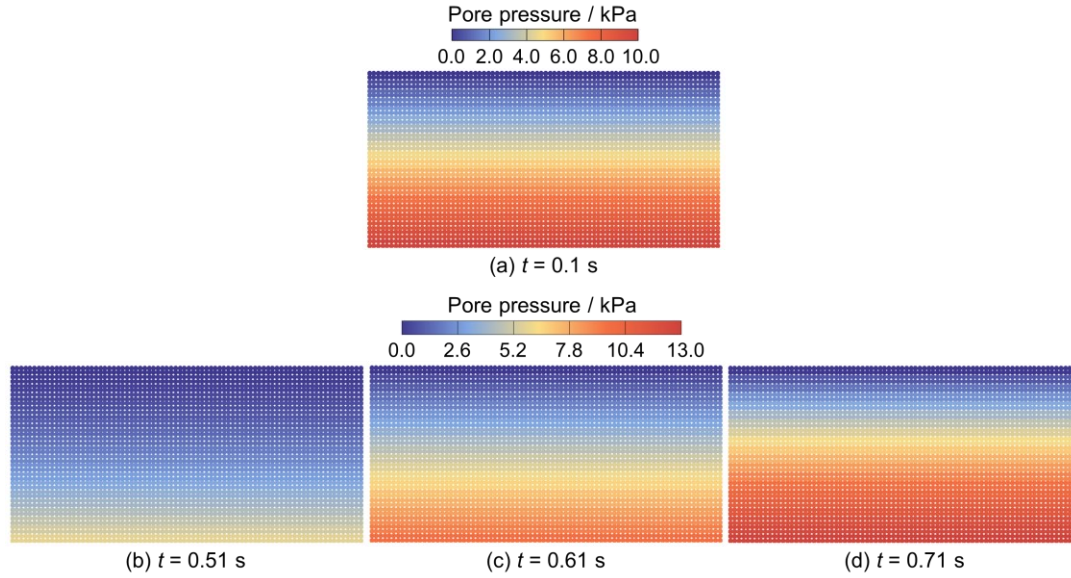 Pore pressure / kPa
0.0 2.0 4.0 6.0 8.0 10.0
(a) t = 0.1 s
Pore pressure / kPa
0.0 2.6 5.2 7.8 10.4 13.0
(b) t = 0.51 s
(c) t = 0.61 s
(d) t = 0.71 s